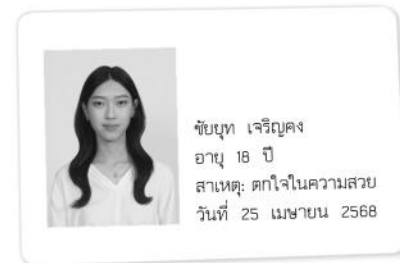 ชัยยุท เจริญคง
อายุ 18 ปี
สาเหตุ: ตกใจในความสวย
วันที่ 25 เมษายน 2568